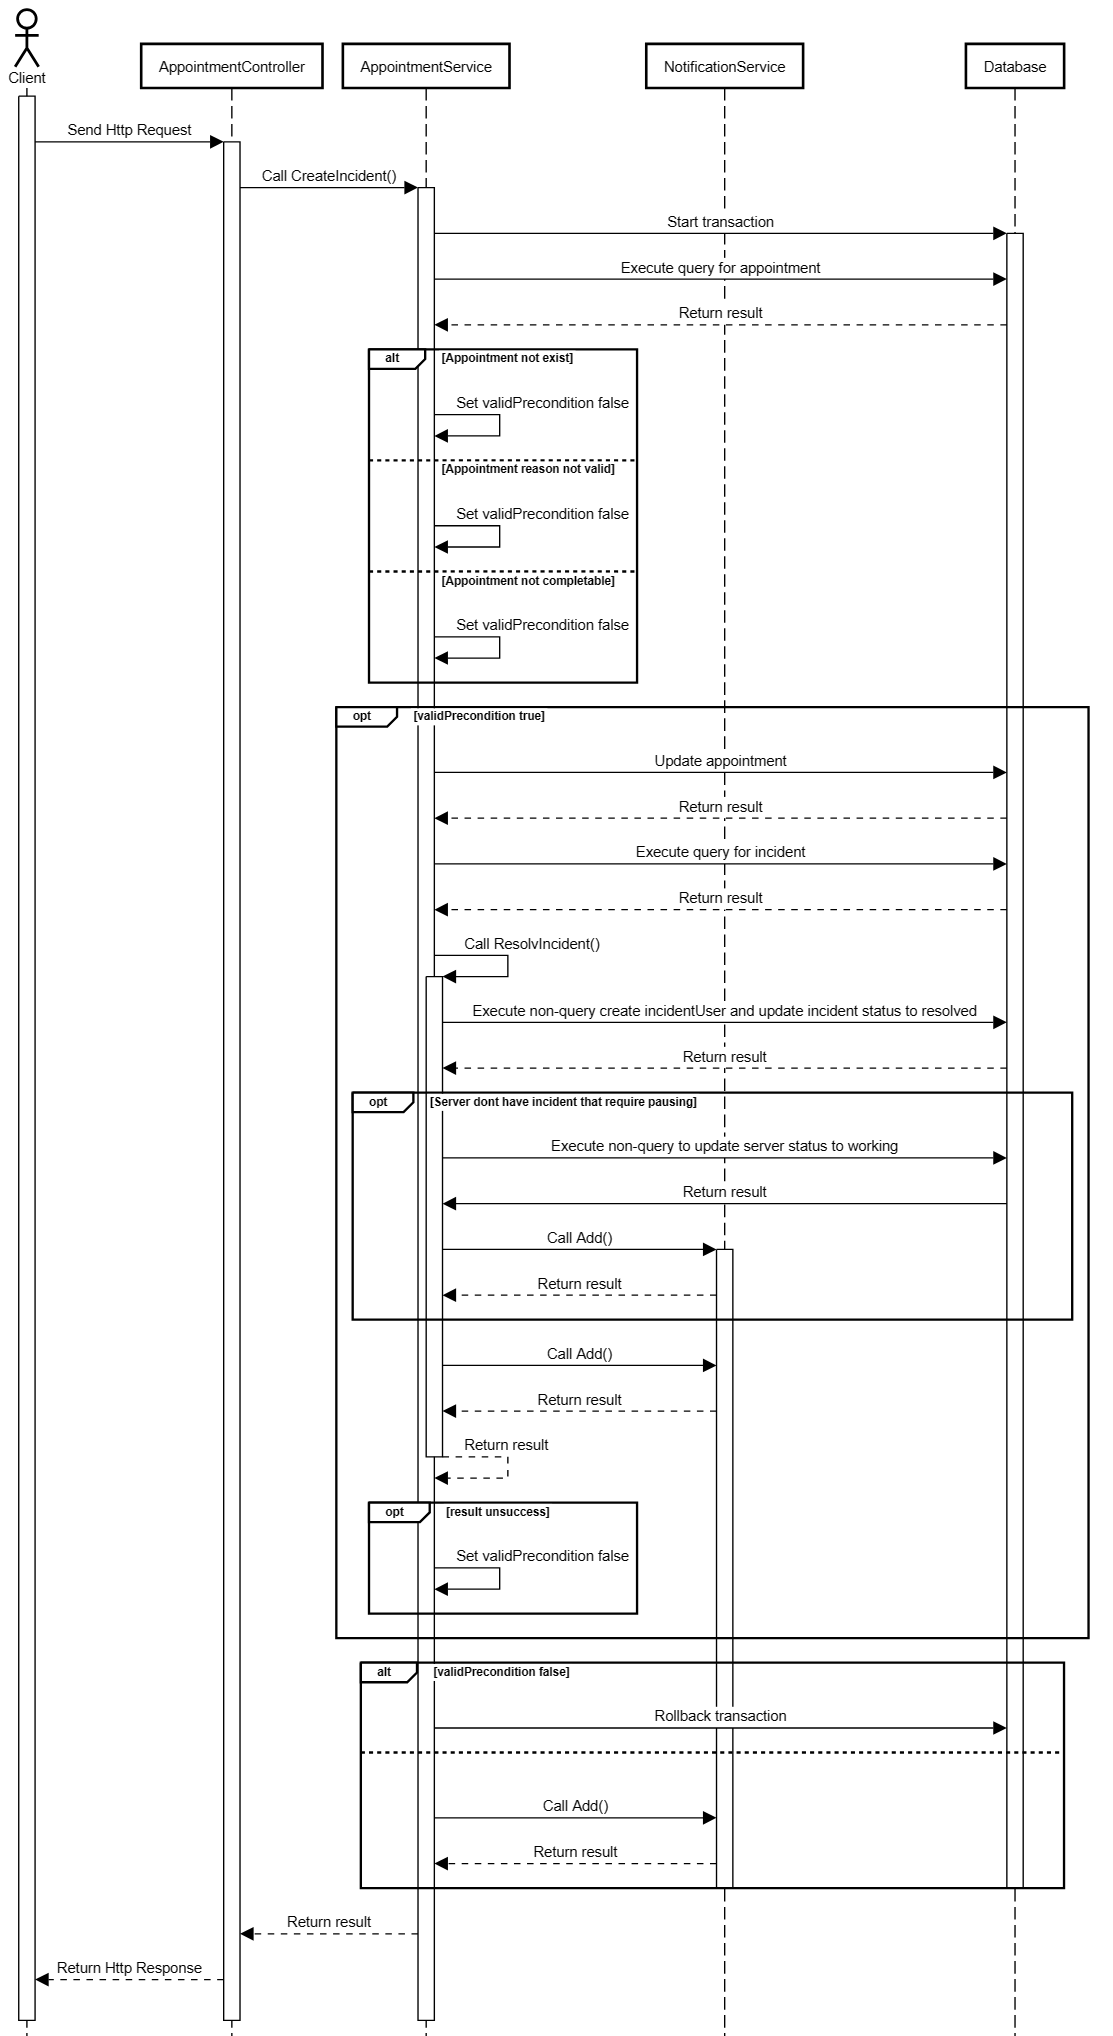 Client
AppointmentController
AppointmentService
NotificationService
Database
Send Http Request
Call CreateIncident()
Start transaction
Execute query for appointment
Return result
alt
[Appointment not exist]
Set validPrecondition false
[Appointment reason not valid]
Set validPrecondition false
[Appointment not completable]
Set validPrecondition false
opt
[validPrecondition true]
Update appointment
Return result
Execute query for incident
Return result
Call ResolvIncident()
Execute non-query create incidentUser and update incident status to resolved
Return result
opt
[Server dont have incident that require pausing]
Execute non-query to update server status to working
Return result
Call Add()
Return result
Call Add()
Return result
Return result
opt
[result unsuccess]
Set validPrecondition false
alt
[validPrecondition false]
Rollback transaction
Call Add()
Return result
Return result
Return Http Response